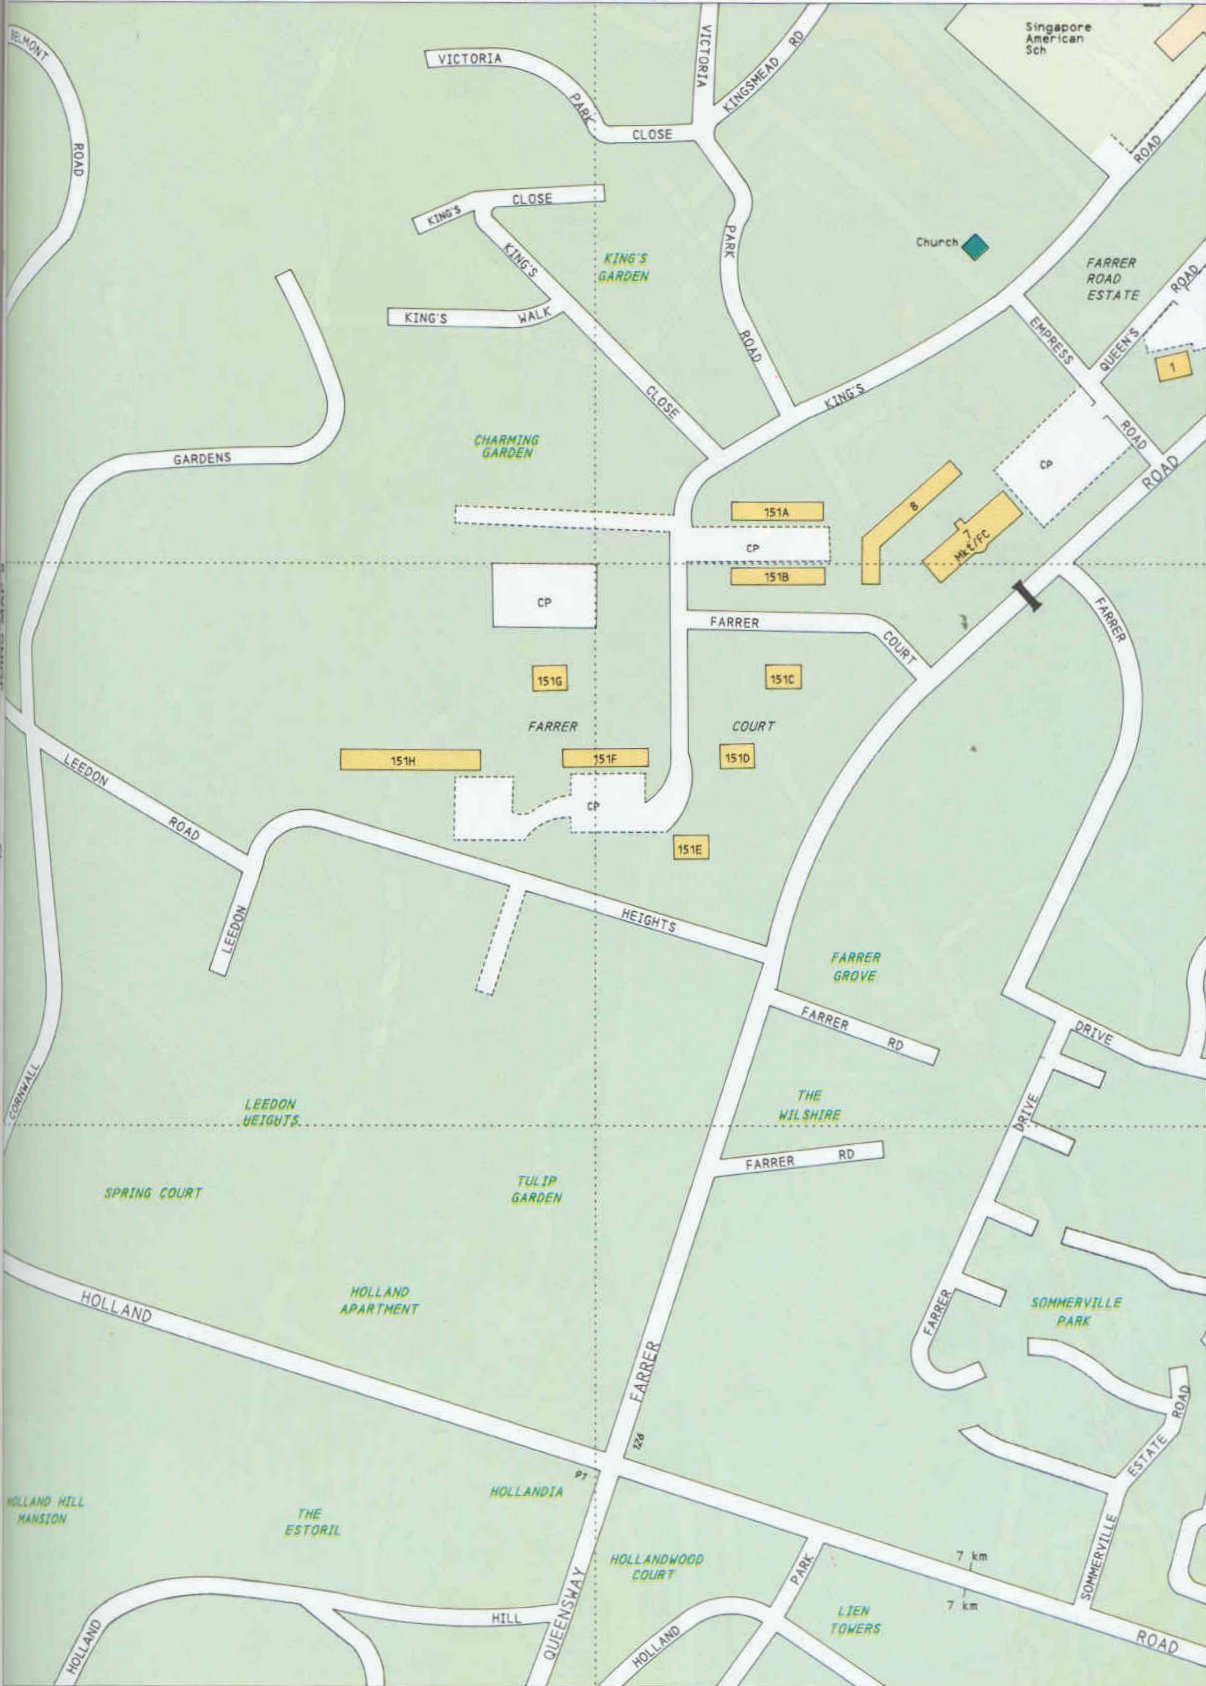 BELMONT
ROAD
VICTORIA
PARK
CLOSE
VICTORIA
KINGSMEAD
RD
PARK
ROAD
Singapore
American
Sch
ROAD
KING'S
CLOSE
KING'S
CLOSE
KING'S
WALK
KING'S
GARDEN
Church
FARRER
ROAD
ESTATE
ROAD
QUEEN'S
EMPRESS
ROAD
1
KING'S
GARDENS
CHARMING
GARDEN
CP
ROAD
151A
8
7
Mkt/FC
CP
151B
CP
FARRER
COURT
FARRER
151G
151C
FARRER
COURT
151H
151F
151D
CP
151E
LEEDON
ROAD
LEEDON
HEIGHTS
FARRER
GROVE
FARRER
RD
DRIVE
CORNWALL
LEEDON
HEIGHTS
THE
WILSHIRE
DRIVE
FARRER
RD
SPRING COURT
TULIP
GARDEN
HOLLAND
HOLLAND
APARTMENT
FARRER
SOMMERVILLE
PARK
FARRER
126
97
ROAD
ESTATE
SOMMERVILLE
HOLLAND HILL
MANSION
THE
ESTORIL
HOLLANDIA
HOLLANDWOOD
COURT
PARK
7 km
7 km
LIEN
TOWERS
HOLLAND
HILL
QUEENSWAY
HOLLAND
ROAD